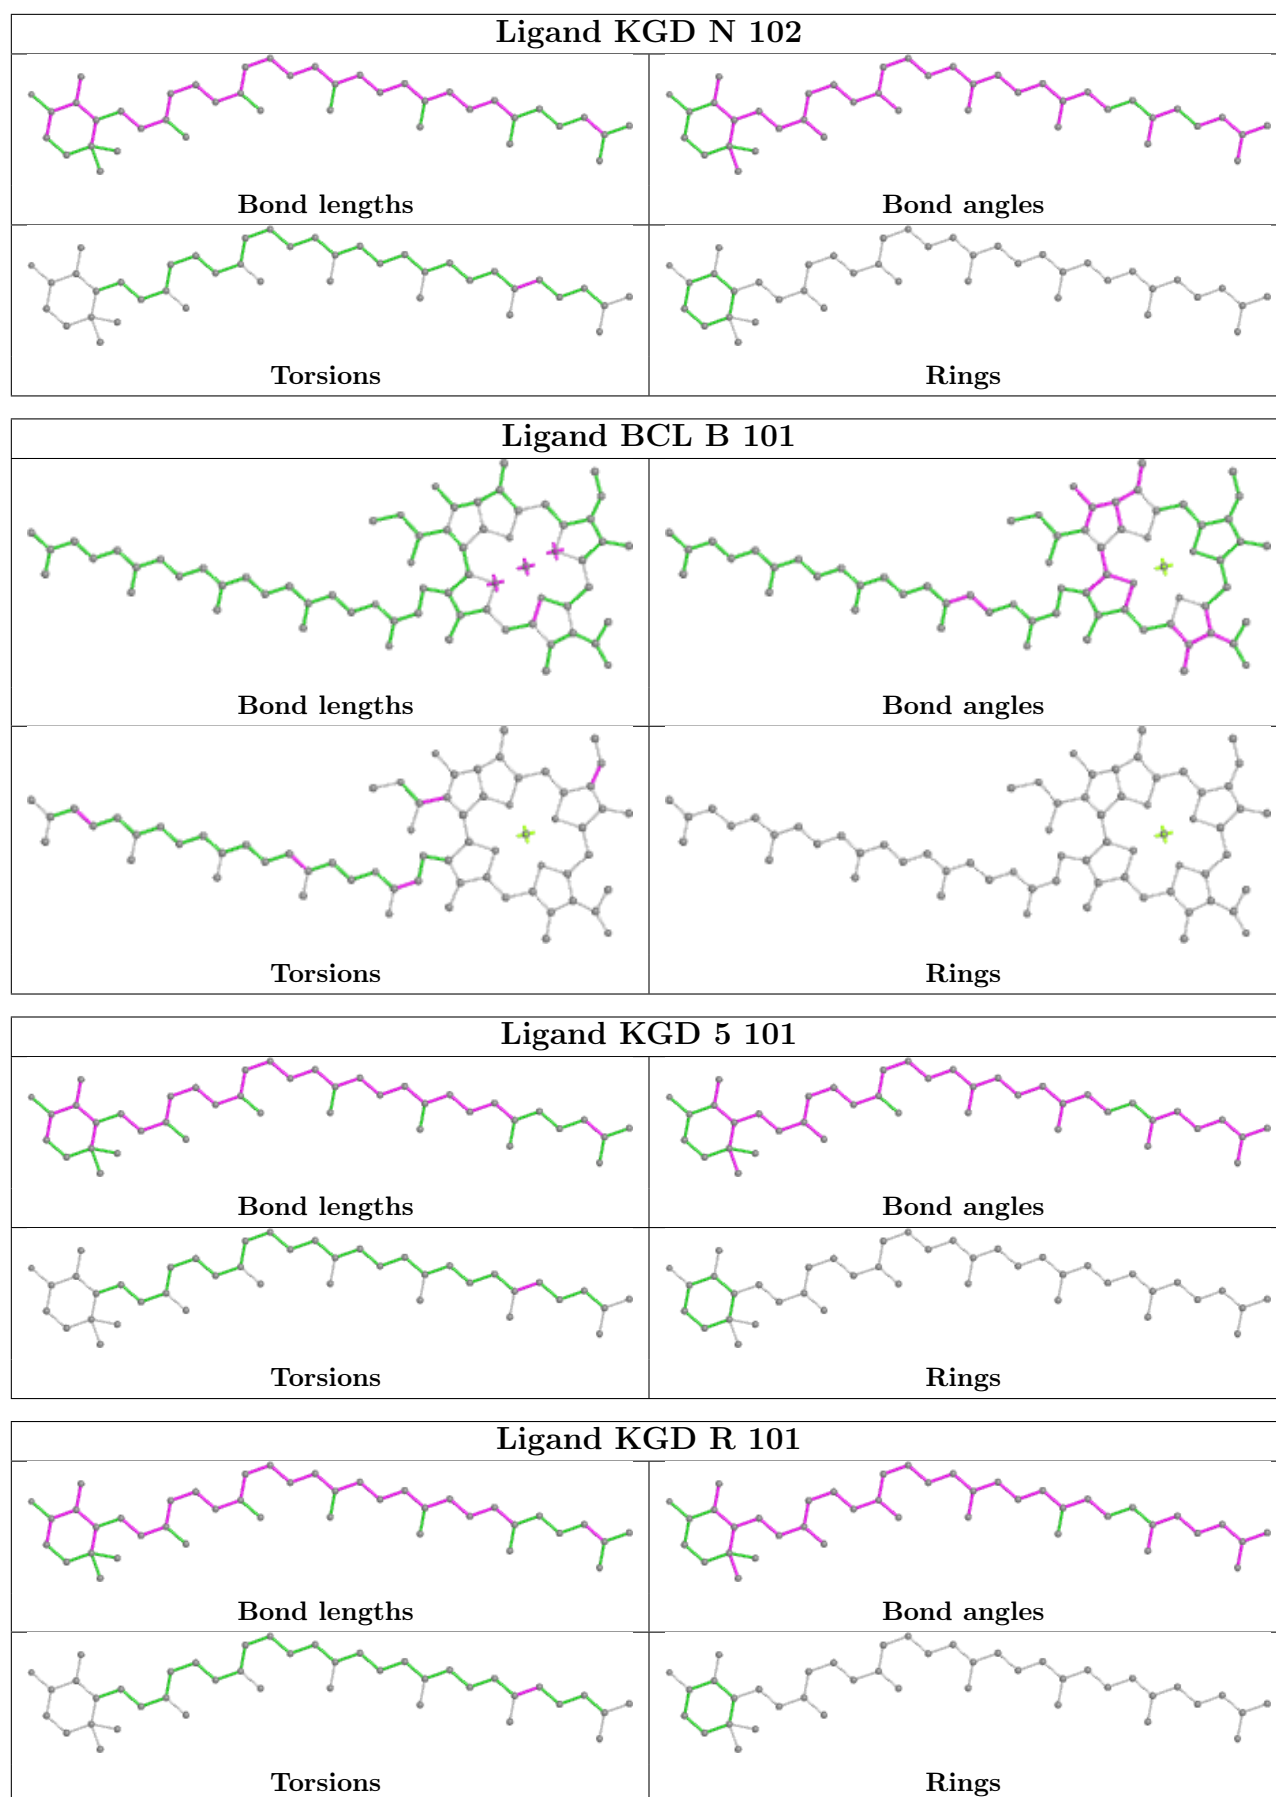 Ligand KGD N 102
Bond lengths
Bond angles
Torsions
Rings
Ligand BCL B 101
Bond lengths
Bond angles
Torsions
Rings
Ligand KGD 5 101
Bond lengths
Bond angles
Torsions
Rings
Ligand KGD R 101
Bond lengths
Bond angles
Torsions
Rings